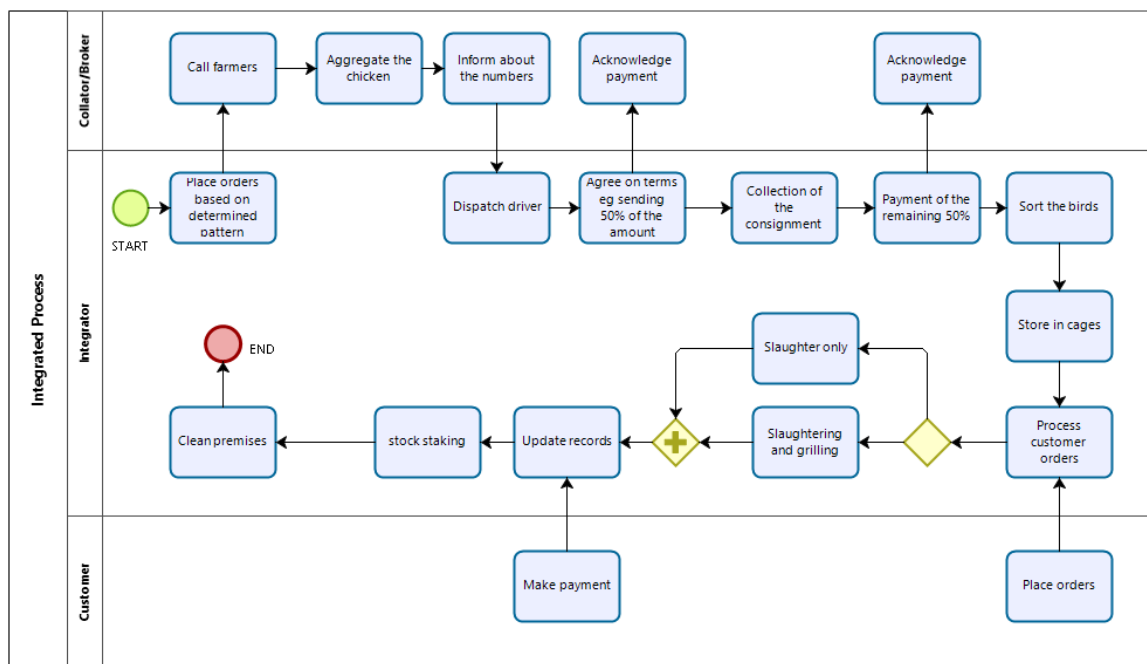 Integrated Process
Collator/Broker
Call farmers
Aggregate the
chicken
Inform about
the numbers
Acknowledge
payment
Acknowledge
payment
Integrator
START
Place orders
based on
determined
pattern
Dispatch driver
Agree on terms
eg sending
50% of the
amount
Collection of
the
consignment
Payment of the
remaining 50%
Sort the birds
Store in cages
Process
customer
orders
Slaughter only
Slaughtering
and grilling
Update records
stock staking
Clean premises
END
Customer
Make payment
Place orders